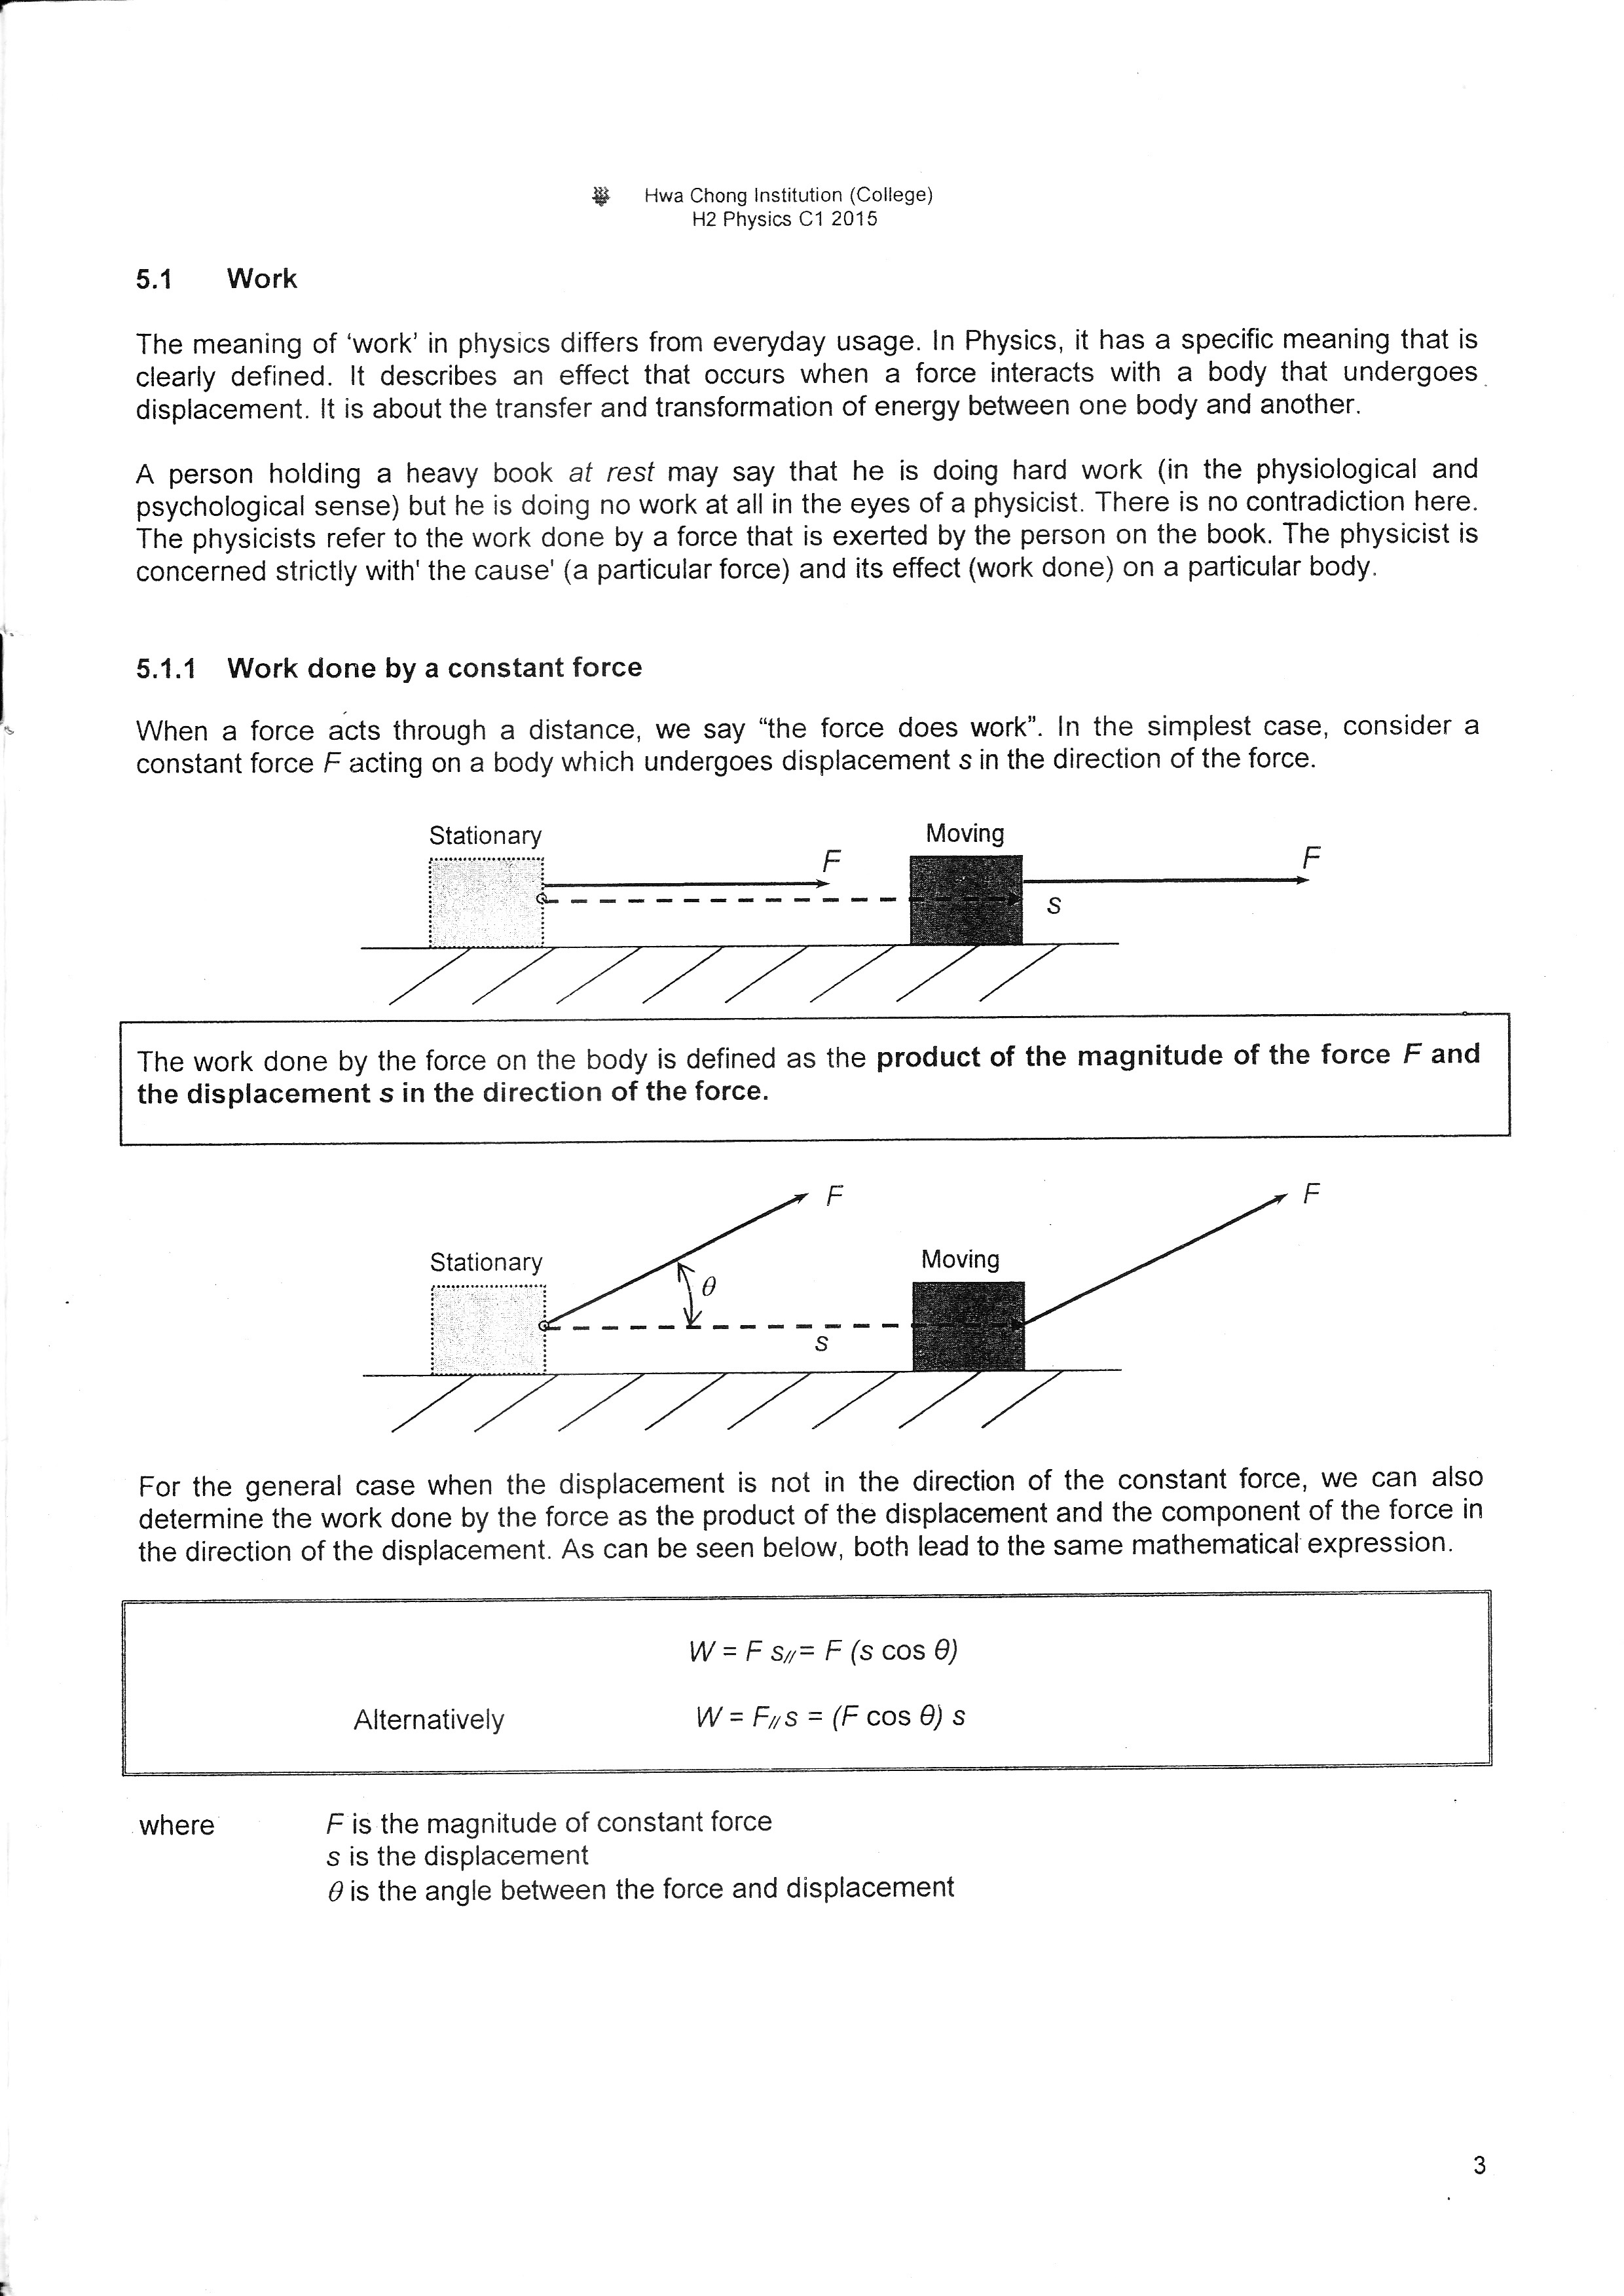 Hwa Chong Institution (College)
H2 Physics C1 2015
5.1 Work
The meaning of 'work' in physics differs from everyday usage. In Physics, it has a specific meaning that is
clearly defined. It describes an effect that occurs when a force interacts with a body that undergoes
displacement. It is about the transfer and transformation of energy between one body and another.
A person holding a heavy book at rest may say that he is doing hard work (in the physiological and
psychological sense) but he is doing no work at all in the eyes of a physicist. There is no contradiction here.
The physicists refer to the work done by a force that is exerted by the person on the book. The physicist is
concerned strictly with' the cause' (a particular force) and its effect (work done) on a particular body.
5.1.1 Work done by a constant force
When a force acts through a distance, we say “the force does work”. In the simplest case, consider a
constant force F acting on a body which undergoes displacement s in the direction of the force.
Stationary Moving
F F
s
The work done by the force on the body is defined as the product of the magnitude of the force F and
the displacement s in the direction of the force.
F F
Stationary Moving
θ
s
For the general case when the displacement is not in the direction of the constant force, we can also
determine the work done by the force as the product of the displacement and the component of the force in
the direction of the displacement. As can be seen below, both lead to the same mathematical expression.
W = F s// = F (s cos θ)
Alternatively W = F// s = (F cos θ) s
where F is the magnitude of constant force
s is the displacement
θ is the angle between the force and displacement
3